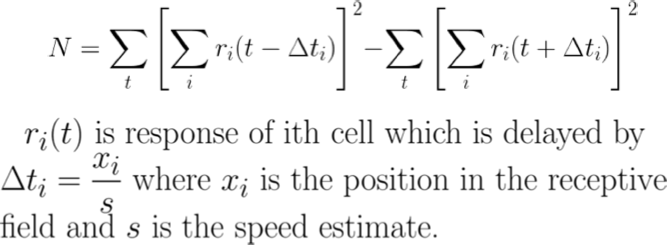 N = \sum_t \left[ \sum_i r_i(t - \Delta t_i) \right]^2 - \sum_t \left[ \sum_i r_i(t + \Delta t_i) \right]^2
r_i(t) is response of ith cell which is delayed by
\Delta t_i = \frac{x_i}{s} where x_i is the position in the receptive
field and s is the speed estimate.